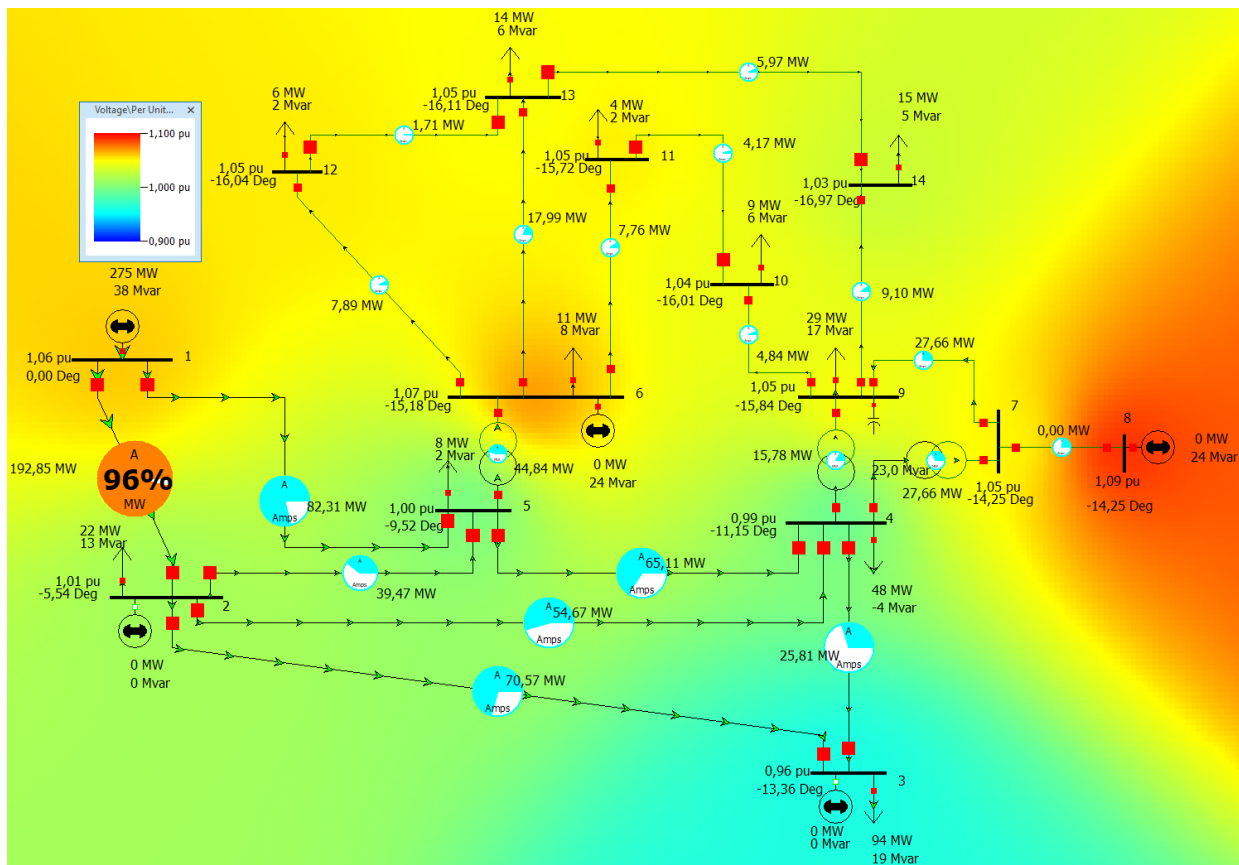 14 MW
6 Mvar
1,05 pu
-16,11 Deg
13
5,97 MW
Voltage\Per Unit... ×
1,100 pu
1,000 pu
0,900 pu
6 MW
2 Mvar
1,05 pu
-16,04 Deg
12
1,71 MW
4 MW
2 Mvar
1,05 pu
-15,72 Deg
11
4,17 MW
15 MW
5 Mvar
1,03 pu
-16,97 Deg
14
17,99 MW
7,76 MW
9 MW
6 Mvar
1,04 pu
-16,01 Deg
10
275 MW
38 Mvar
7,89 MW
9,10 MW
1,06 pu
0,00 Deg
1
11 MW
8 Mvar
29 MW
17 Mvar
27,66 MW
4,84 MW
1,07 pu
-15,18 Deg
6
1,05 pu
-15,84 Deg
9
7
8
0,00 MW
0 MW
24 Mvar
A
96%
MW
192,85 MW
8 MW
2 Mvar
44,84 MW
0 MW
24 Mvar
15,78 MW
23,0 Mvar
27,66 MW
1,05 pu
-14,25 Deg
1,09 pu
-14,25 Deg
A
Amps
82,31 MW
1,00 pu
-9,52 Deg
5
0,99 pu
-11,15 Deg
4
22 MW
13 Mvar
1,01 pu
-5,54 Deg
2
A
Amps
39,47 MW
A
Amps
65,11 MW
48 MW
-4 Mvar
A
Amps
54,67 MW
A
Amps
25,81 MW
0 MW
0 Mvar
A
Amps
70,57 MW
0,96 pu
-13,36 Deg
3
0 MW
0 Mvar
94 MW
19 Mvar